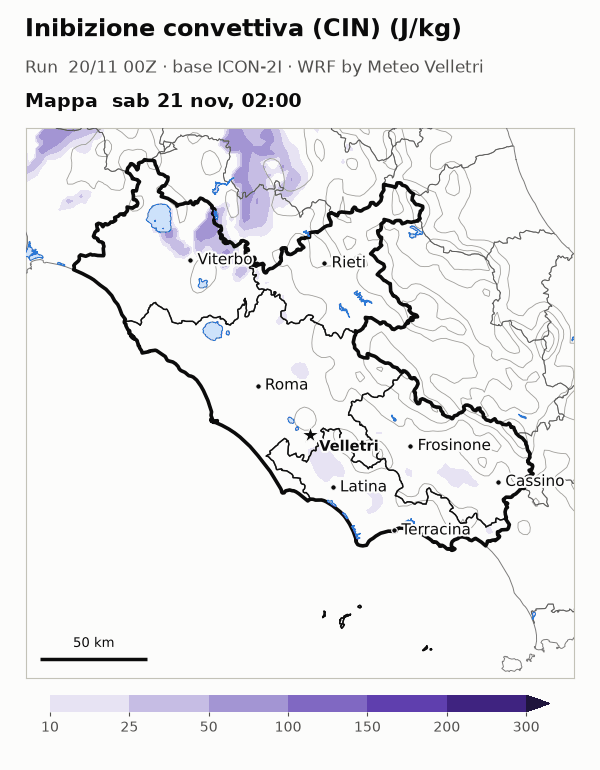 Inibizione convettiva (CIN) (J/kg)
Run  20/11 00Z · base ICON-2I · WRF by Meteo Velletri
Mappa  sab 21 nov, 02:00
Viterbo
Rieti
Roma
Velletri
Frosinone
Cassino
Latina
Terracina
50 km
10 25 50 100 150 200 300